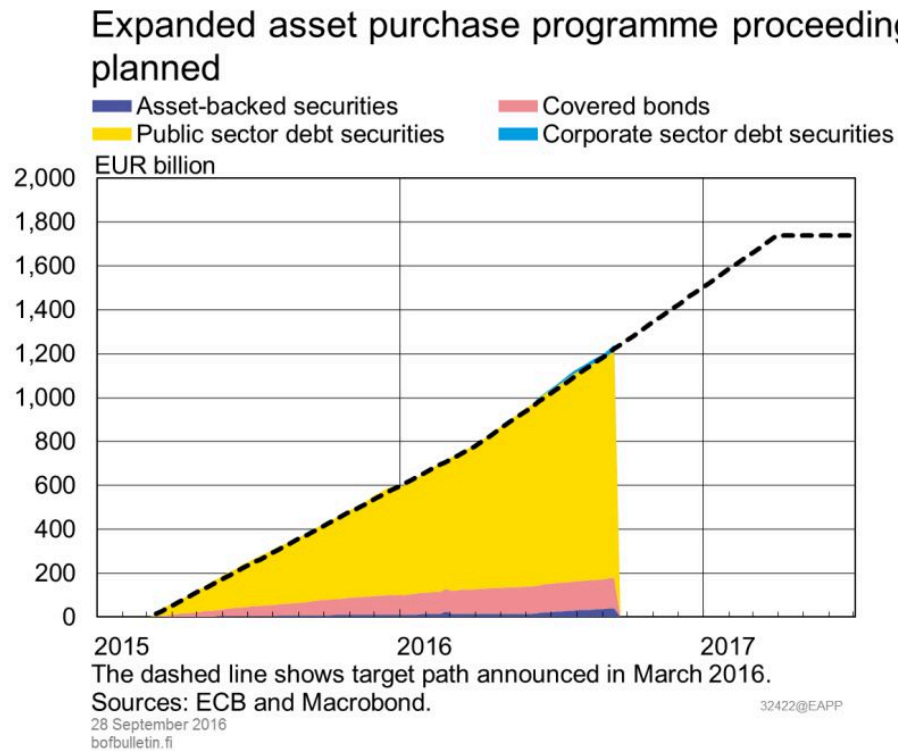 Expanded asset purchase programme proceeding
planned
Asset-backed securities
Covered bonds
Public sector debt securities
Corporate sector debt securities
EUR billion
2,000
1,800
1,600
1,400
1,200
1,000
800
600
400
200
0
2015
2016
2017
The dashed line shows target path announced in March 2016.
Sources: ECB and Macrobond.
32422@EAPP
28 September 2016
bofbulletin.fi